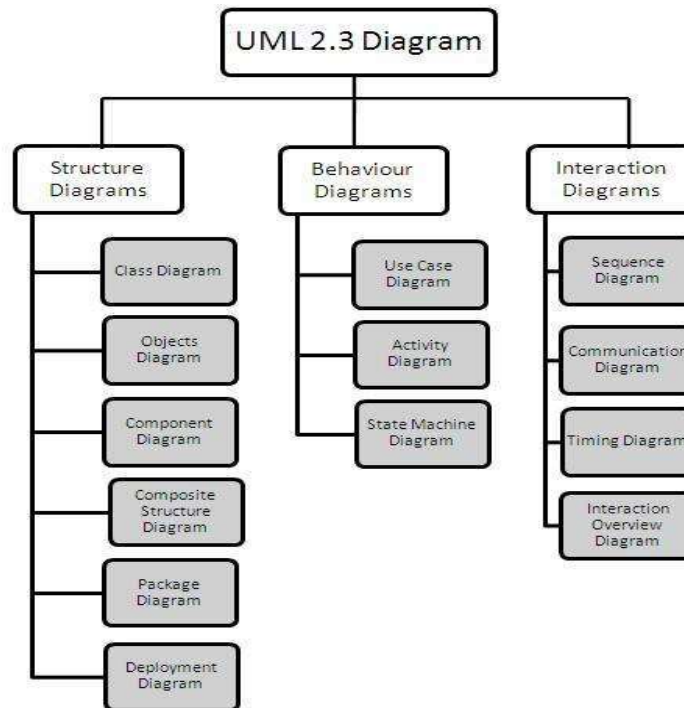 UML 2.3 Diagram
Structure
Diagrams
Behaviour
Diagrams
Interaction
Diagrams
Class Diagram
Objects
Diagram
Component
Diagram
Composite
Structure
Diagram
Package
Diagram
Deployment
Diagram
Use Case
Diagram
Activity
Diagram
State Machine
Diagram
Sequence
Diagram
Communication
Diagram
Timing Diagram
Interaction
Overview
Diagram